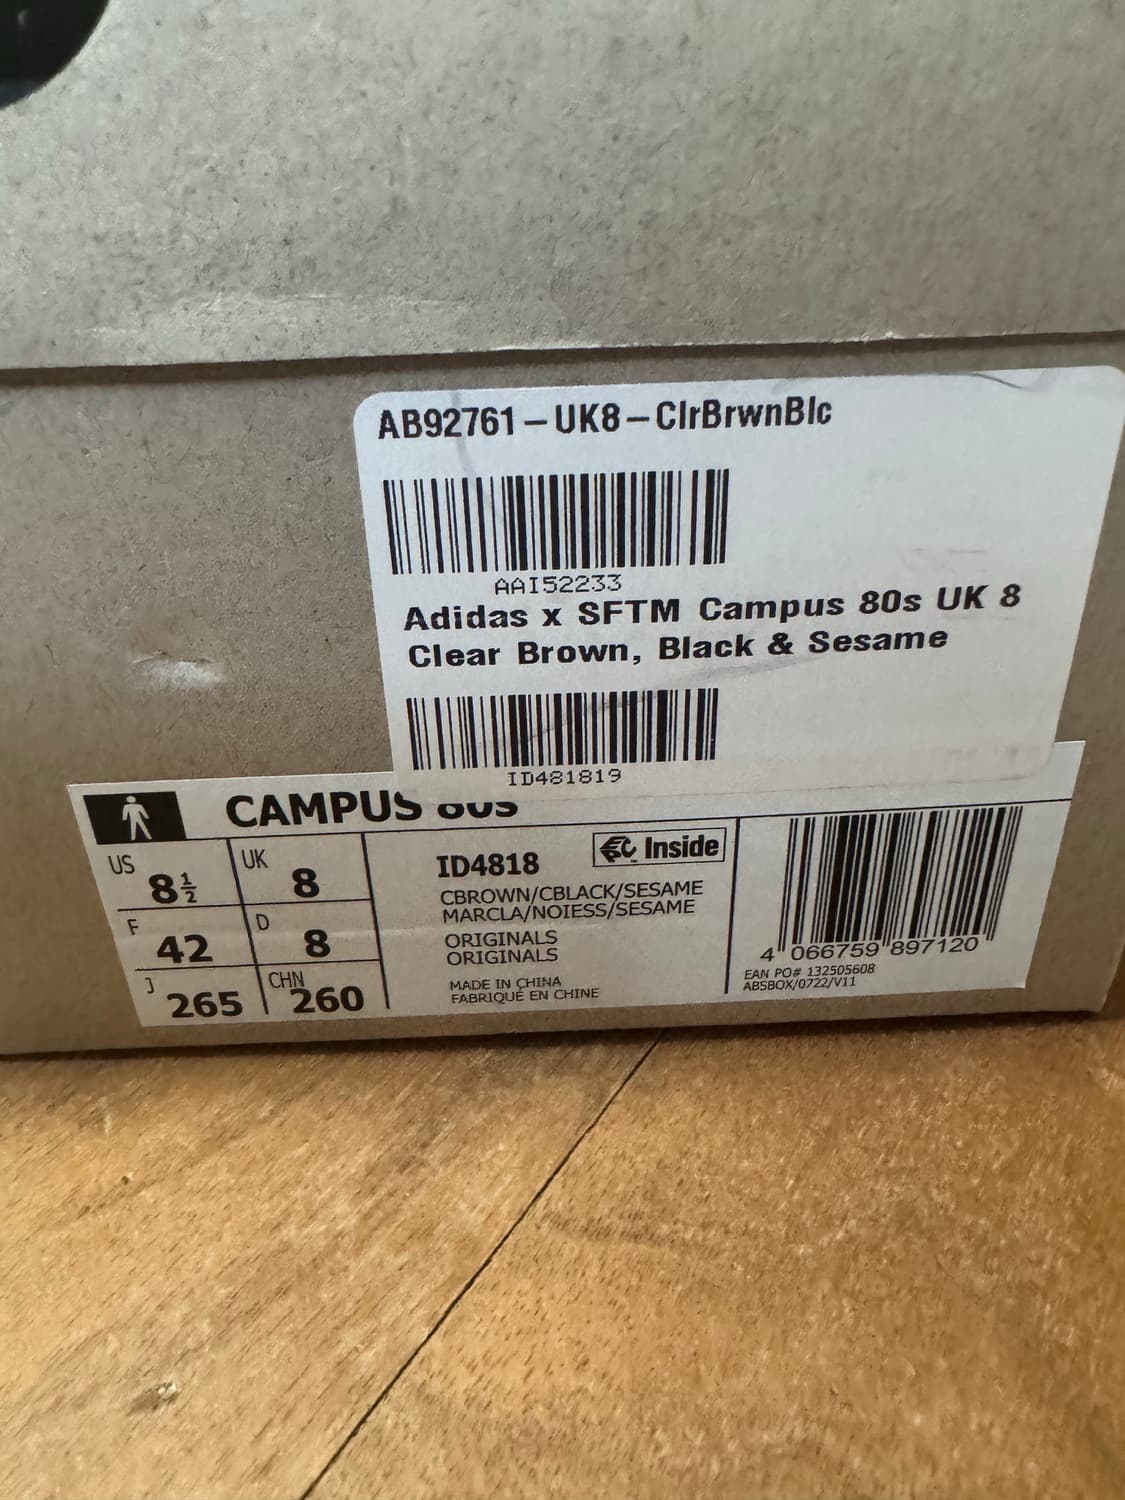 AB92761-UK8-ClrBrwnBlc
AAI52233
Adidas x SFTM Campus 80s UK 8
Clear Brown, Black & Sesame
ID481819
CAMPUS 80S
US 8½ UK 8
F 42 D 8
J 265 CHN 260
ID4818
Inside
CBROWN/CBLACK/SESAME
MARCLA/NOIESS/SESAME
ORIGINALS
ORIGINALS
MADE IN CHINA
FABRIQUÉ EN CHINE
4 066759 897120
EAN PO# 132505608
ABSBOX/0722/V11